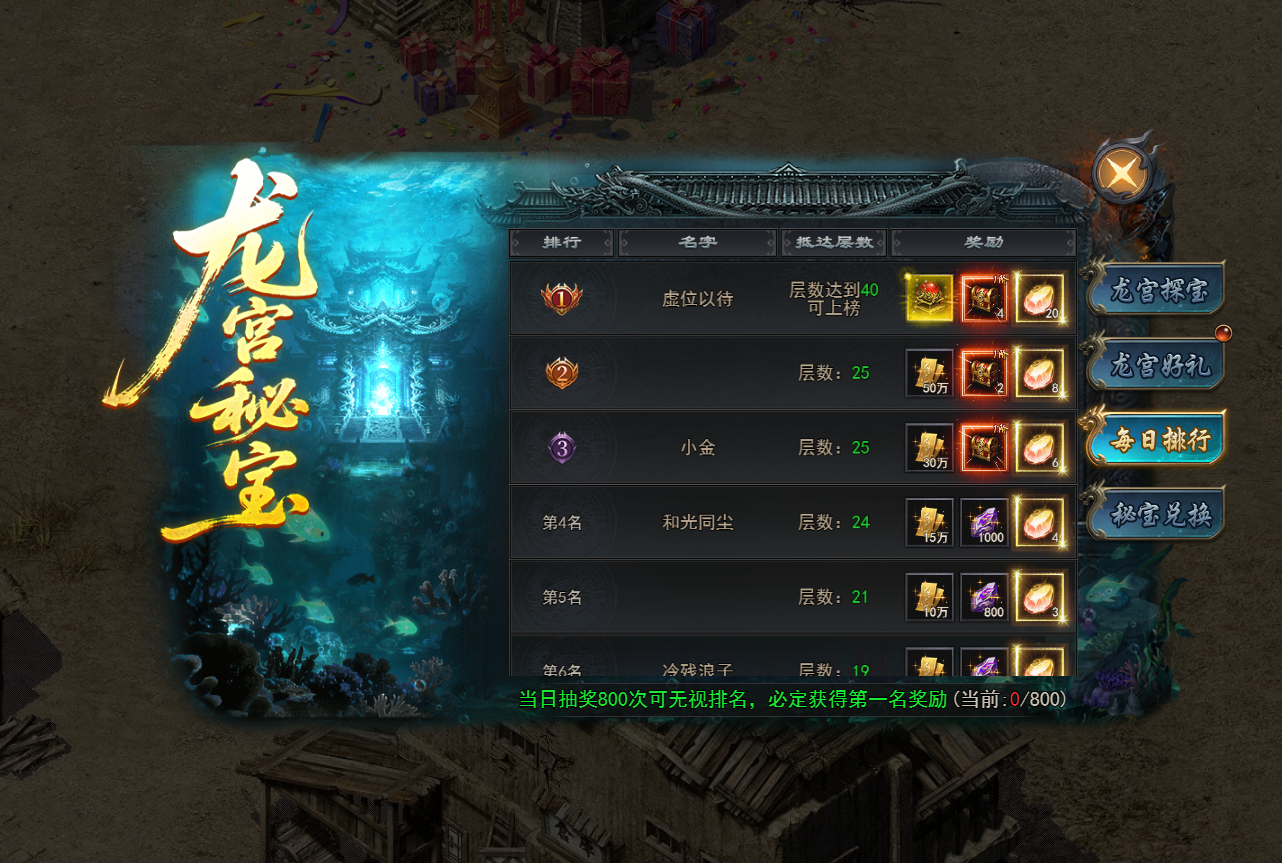 龙宫秘宝
排行 名字 抵达层数 奖励
1 虚位以待 层数达到40
可上榜 4 20
2 层数：25 50万 2 8
3 小金 层数：25 30万 6
第4名 和光同尘 层数：24 15万 1000 4
第5名 层数：21 10万 800 3
第6名 冷残浪子 层数：19
当日抽奖800次可无视排名，必定获得第一名奖励(当前:0/800)
龙宫探宝
龙宫好礼
每日排行
秘宝兑换